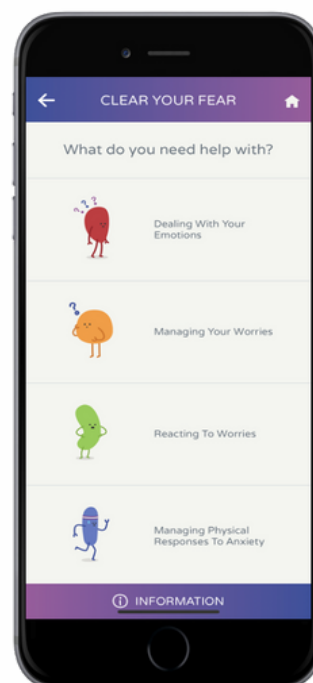 CLEAR YOUR FEAR
What do you need help with?
???
Dealing With Your
Emotions
?
Managing Your Worries
Reacting To Worries
Managing Physical
Responses To Anxiety
INFORMATION